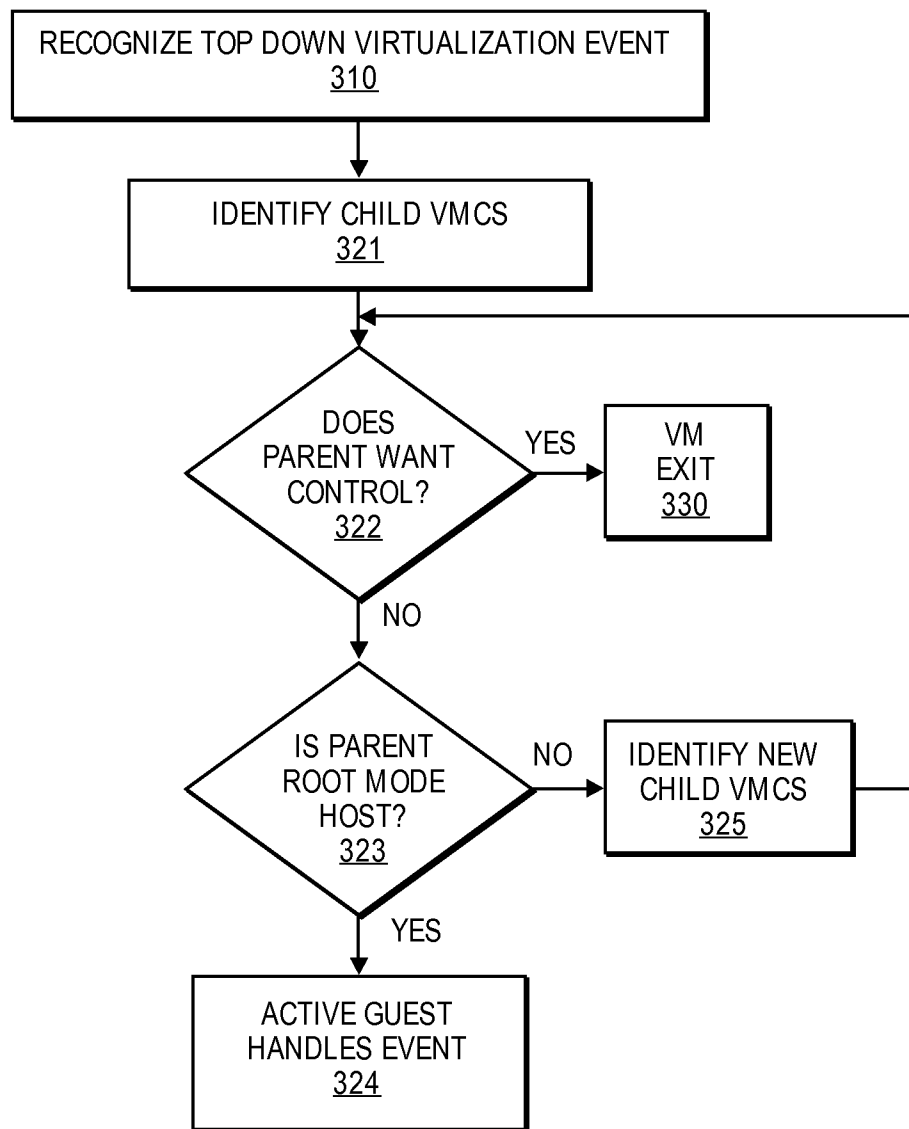 RECOGNIZE TOP DOWN VIRTUALIZATION EVENT
310
IDENTIFY CHILD VMCS
321
DOES
PARENT WANT
CONTROL?
322
YES
VM
EXIT
330
NO
IS PARENT
ROOT MODE
HOST?
323
NO
IDENTIFY NEW
CHILD VMCS
325
YES
ACTIVE GUEST
HANDLES EVENT
324